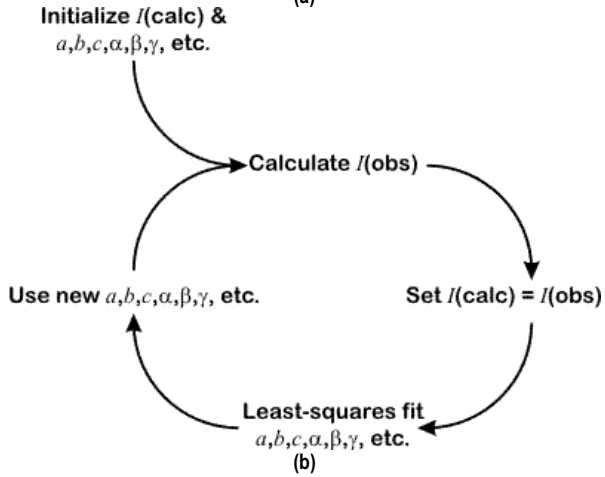 (a)
Initialize I(calc) &
a,b,c,α,β,γ, etc.
Calculate I(obs)
Use new a,b,c,α,β,γ, etc.
Set I(calc) = I(obs)
Least-squares fit
a,b,c,α,β,γ, etc.
(b)